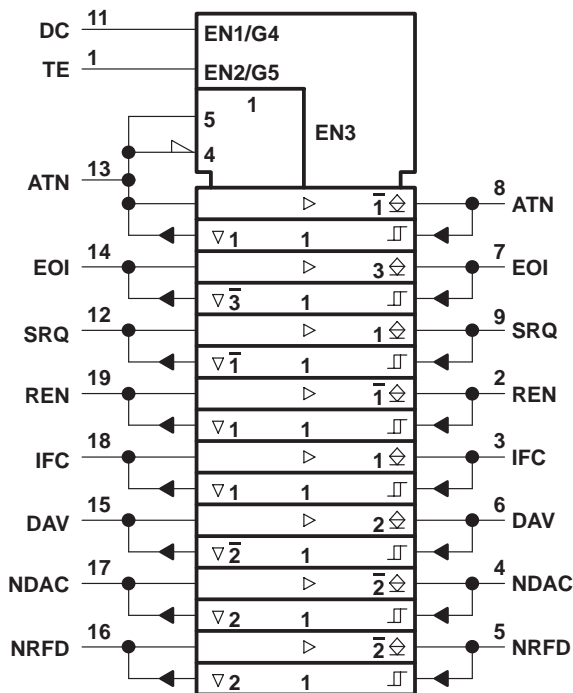 DC 11 EN1/G4
TE 1 EN2/G5
1
5 EN3
4
ATN 13
1̅ 8 ATN
▽ 1 1
EOI 14 3 7 EOI
▽ 3̅ 1
SRQ 12 1 9 SRQ
▽ 1̅ 1
REN 19 1̅ 2 REN
▽ 1 1
IFC 18 1 3 IFC
▽ 1 1
DAV 15 2 6 DAV
▽ 2̅ 1
NDAC 17 2̅ 4 NDAC
▽ 2 1
NRFD 16 2̅ 5 NRFD
▽ 2 1